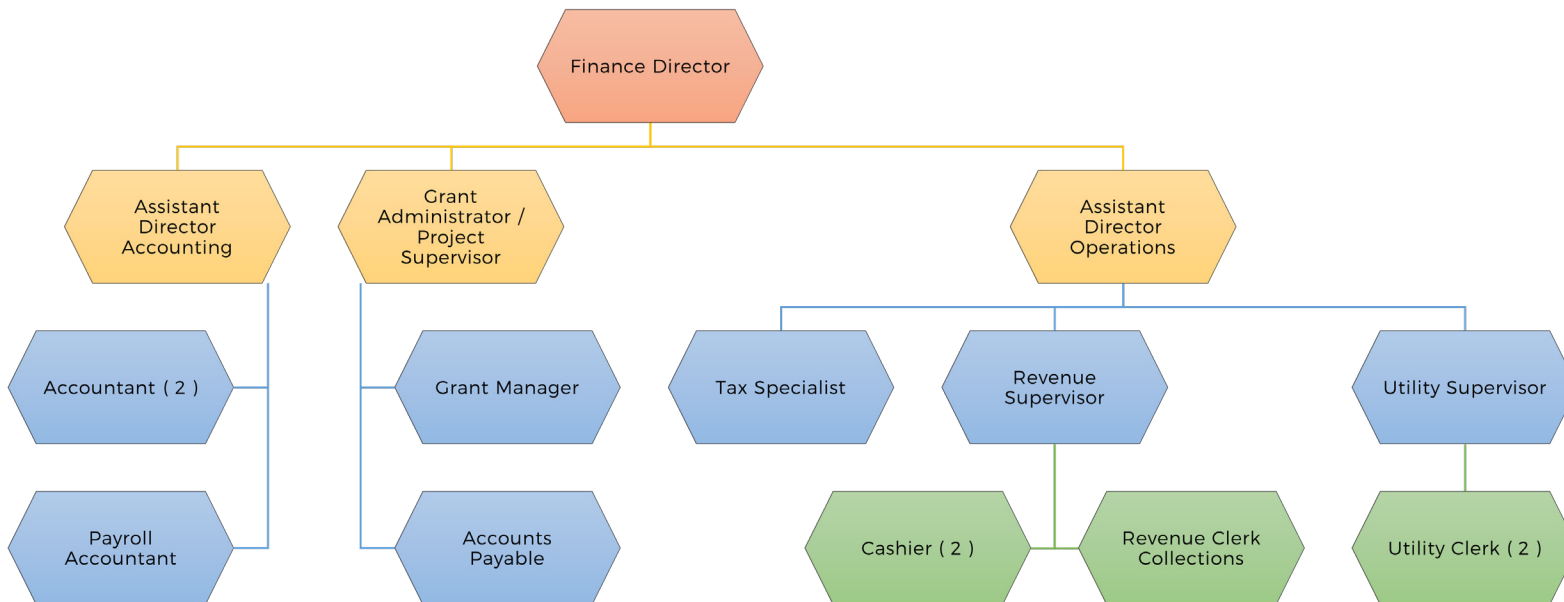 Finance Director
Assistant
Director
Accounting
Grant
Administrator /
Project
Supervisor
Assistant
Director
Operations
Accountant ( 2 )
Grant Manager
Tax Specialist
Revenue
Supervisor
Utility Supervisor
Payroll
Accountant
Accounts
Payable
Cashier ( 2 )
Revenue Clerk
Collections
Utility Clerk ( 2 )